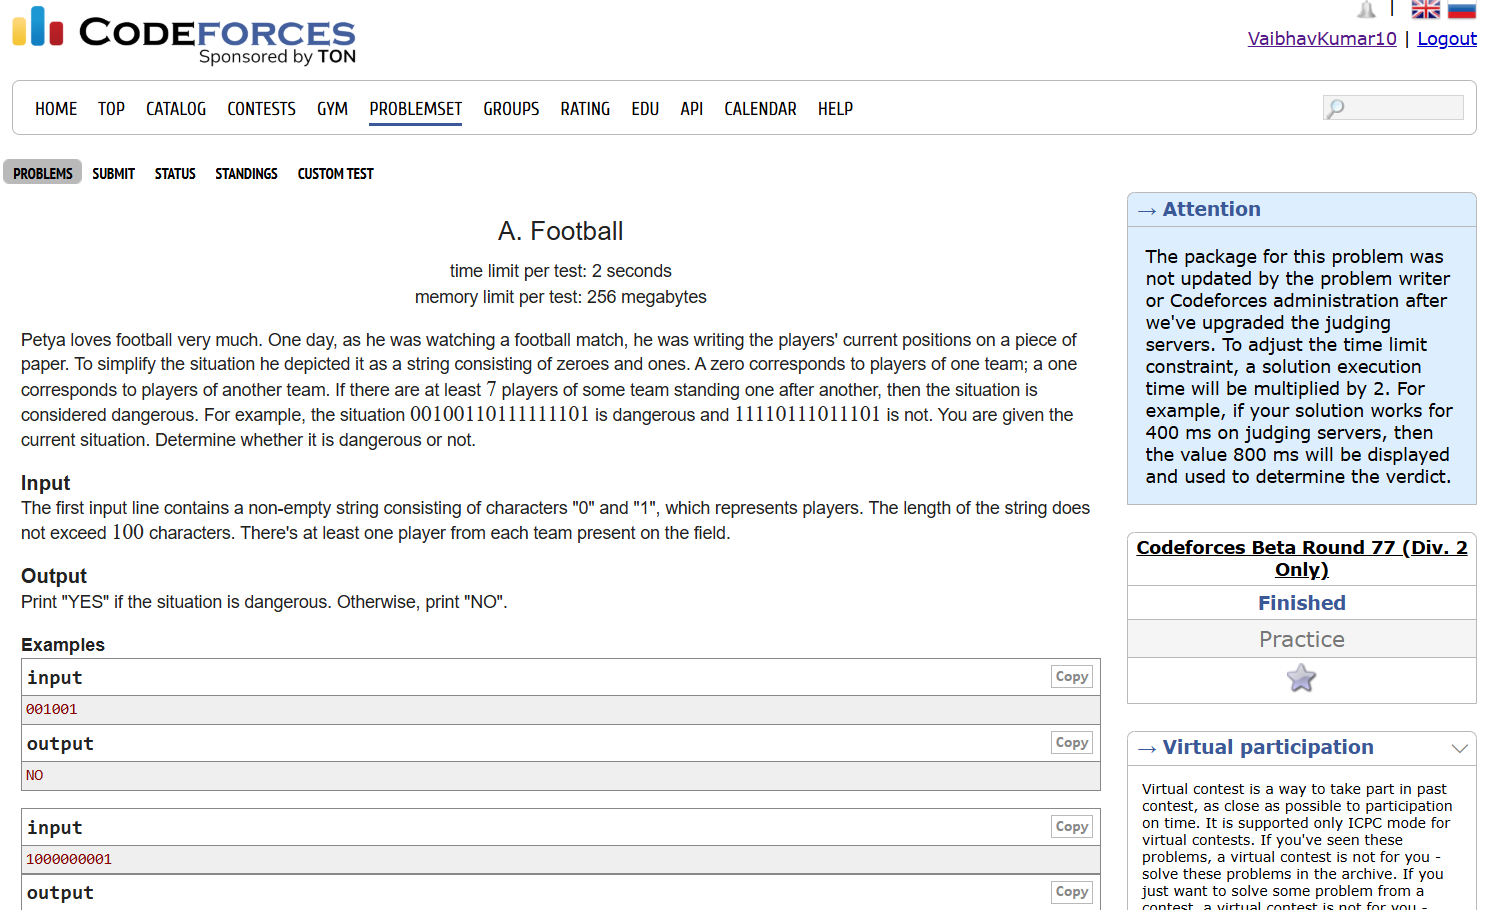 CODEFORCES
Sponsored by TON
|
VaibhavKumar10 | Logout
HOME TOP CATALOG CONTESTS GYM PROBLEMSET GROUPS RATING EDU API CALENDAR HELP
PROBLEMS SUBMIT STATUS STANDINGS CUSTOM TEST
A. Football
time limit per test: 2 seconds
memory limit per test: 256 megabytes
Petya loves football very much. One day, as he was watching a football match, he was writing the players' current positions on a piece of
paper. To simplify the situation he depicted it as a string consisting of zeroes and ones. A zero corresponds to players of one team; a one
corresponds to players of another team. If there are at least 7 players of some team standing one after another, then the situation is
considered dangerous. For example, the situation 00100110111111101 is dangerous and 11110111011101 is not. You are given the
current situation. Determine whether it is dangerous or not.
Input
The first input line contains a non-empty string consisting of characters "0" and "1", which represents players. The length of the string does
not exceed 100 characters. There's at least one player from each team present on the field.
Output
Print "YES" if the situation is dangerous. Otherwise, print "NO".
Examples
input Copy
001001
output Copy
NO
input Copy
1000000001
output Copy
→ Attention
The package for this problem was
not updated by the problem writer
or Codeforces administration after
we've upgraded the judging
servers. To adjust the time limit
constraint, a solution execution
time will be multiplied by 2. For
example, if your solution works for
400 ms on judging servers, then
the value 800 ms will be displayed
and used to determine the verdict.
Codeforces Beta Round 77 (Div. 2
Only)
Finished
Practice
→ Virtual participation
Virtual contest is a way to take part in past
contest, as close as possible to participation
on time. It is supported only ICPC mode for
virtual contests. If you've seen these
problems, a virtual contest is not for you -
solve these problems in the archive. If you
just want to solve some problem from a
contest, a virtual contest is not for you -